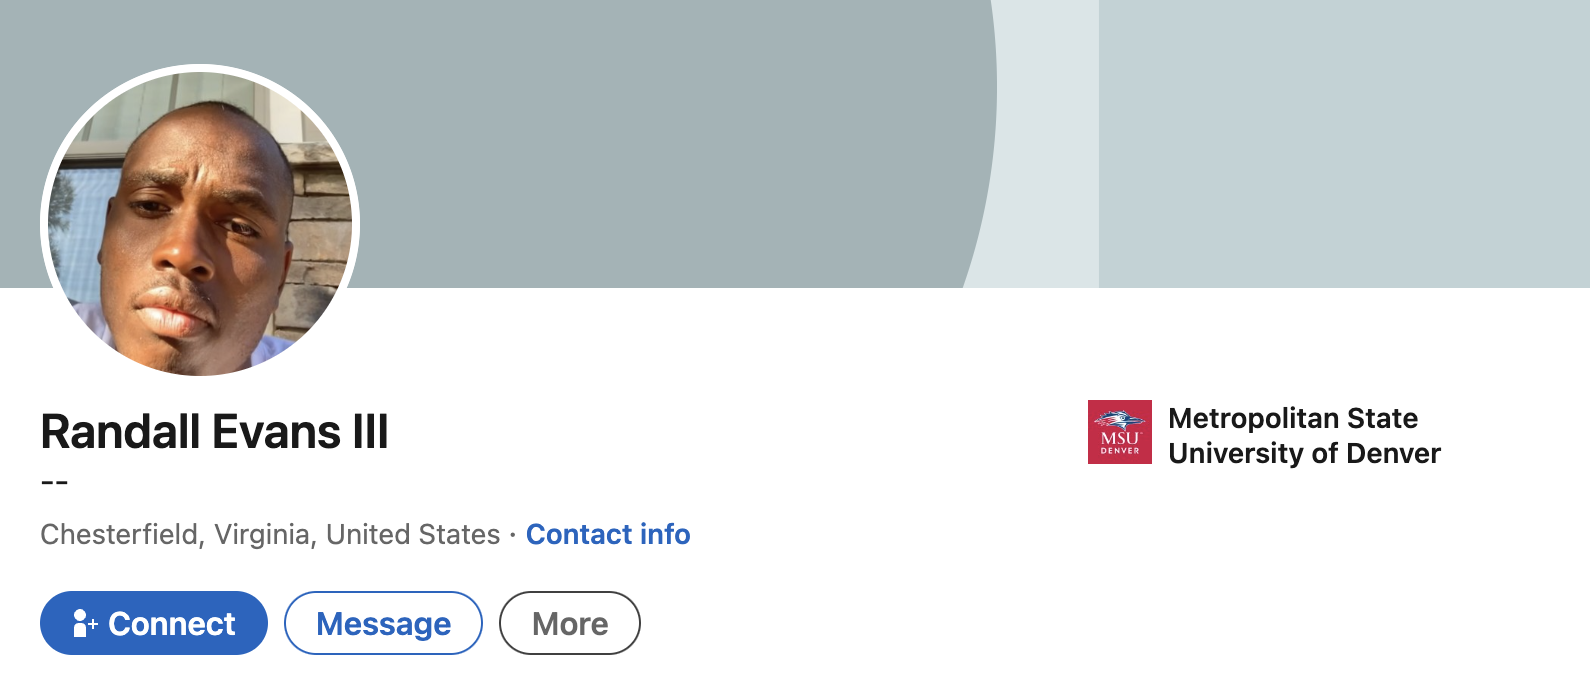 Randall Evans III
--
Chesterfield, Virginia, United States · Contact info
Connect
Message
More
MSU
DENVER
Metropolitan State
University of Denver